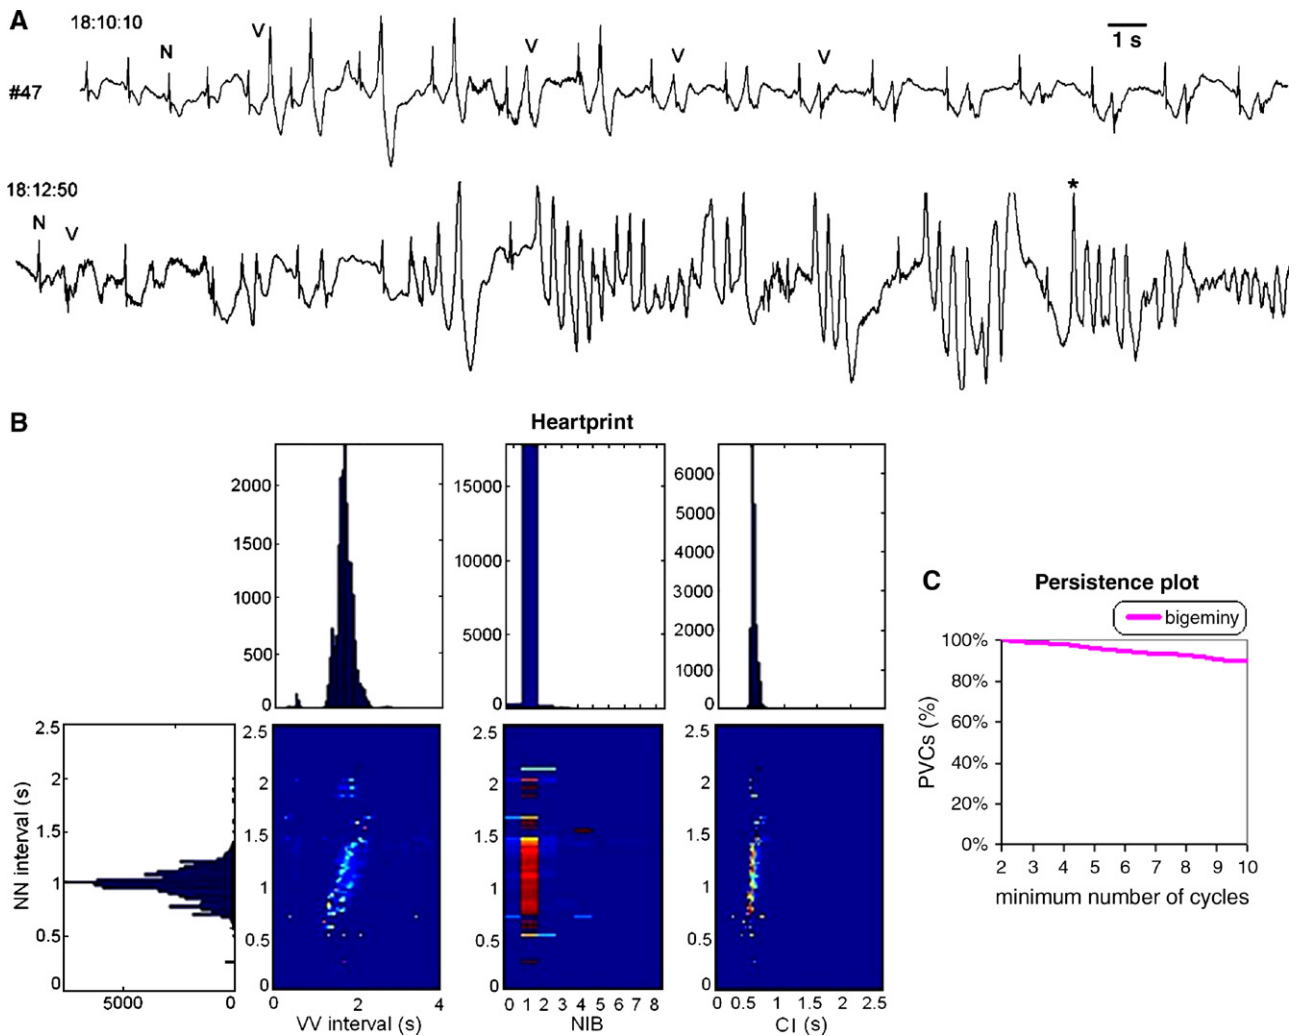 A
18:10:10
N V V V V
1 s
#47
18:12:50
N V *
B
Heartprint
2000
1500
1000
500
0
15000
10000
5000
0
6000
5000
4000
3000
2000
1000
0
C
Persistence plot
bigeminy
100%
80%
60%
40%
20%
0%
PVCs (%)
2 3 4 5 6 7 8 9 10
minimum number of cycles
NN interval (s)
2.5
2
1.5
1
0.5
0
5000 0
2.5
2
1.5
1
0.5
0
0 2 4
VV interval (s)
2.5
2
1.5
1
0.5
0
0 1 2 3 4 5 6 7 8
NIB
2.5
2
1.5
1
0.5
0
0 0.5 1 1.5 2 2.5
CI (s)